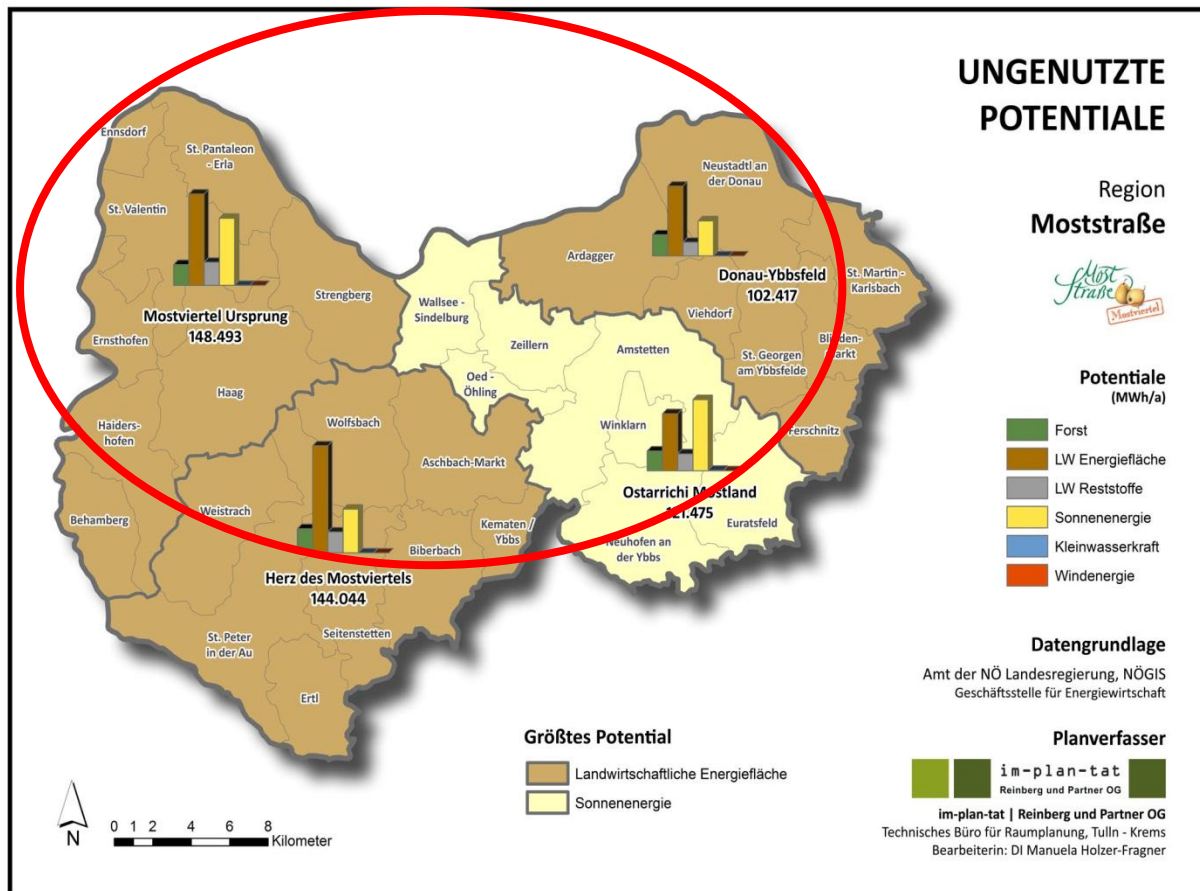 UNGENUTZTE
POTENTIALE
Region
Moststraße
Most
Straße
Mostviertel
Ennsdorf
St. Pantaleon
- Erla
St. Valentin
Strengberg
Mostviertel Ursprung
148.493
Ernsthofen
Haag
Haiders-
hofen
Behamberg
Wallsee -
Sindelburg
Zeillern
Oed -
Öhling
Amstetten
Winklarn
Ostarrichi Mostland
121.475
Euratsfeld
Neuhofen an
der Ybbs
Neustadtl an
der Donau
Ardagger
Donau-Ybbsfeld
102.417
St. Martin -
Karlsbach
Viehdorf
Blinden-
markt
St. Georgen
am Ybbsfelde
Ferschnitz
Wolfsbach
Aschbach-Markt
Weistrach
Kematen /
Ybbs
Biberbach
Herz des Mostviertels
144.044
Seitenstetten
St. Peter
in der Au
Ertl
Potentiale
(MWh/a)
Forst
LW Energiefläche
LW Reststoffe
Sonnenenergie
Kleinwasserkraft
Windenergie
Datengrundlage
Amt der NÖ Landesregierung, NÖGIS
Geschäftsstelle für Energiewirtschaft
Planverfasser
im-plan-tat
Reinberg und Partner OG
im-plan-tat | Reinberg und Partner OG
Technisches Büro für Raumplanung, Tulln - Krems
Bearbeiterin: DI Manuela Holzer-Fragner
Größtes Potential
Landwirtschaftliche Energiefläche
Sonnenenergie
N
0 1 2 4 6 8
Kilometer